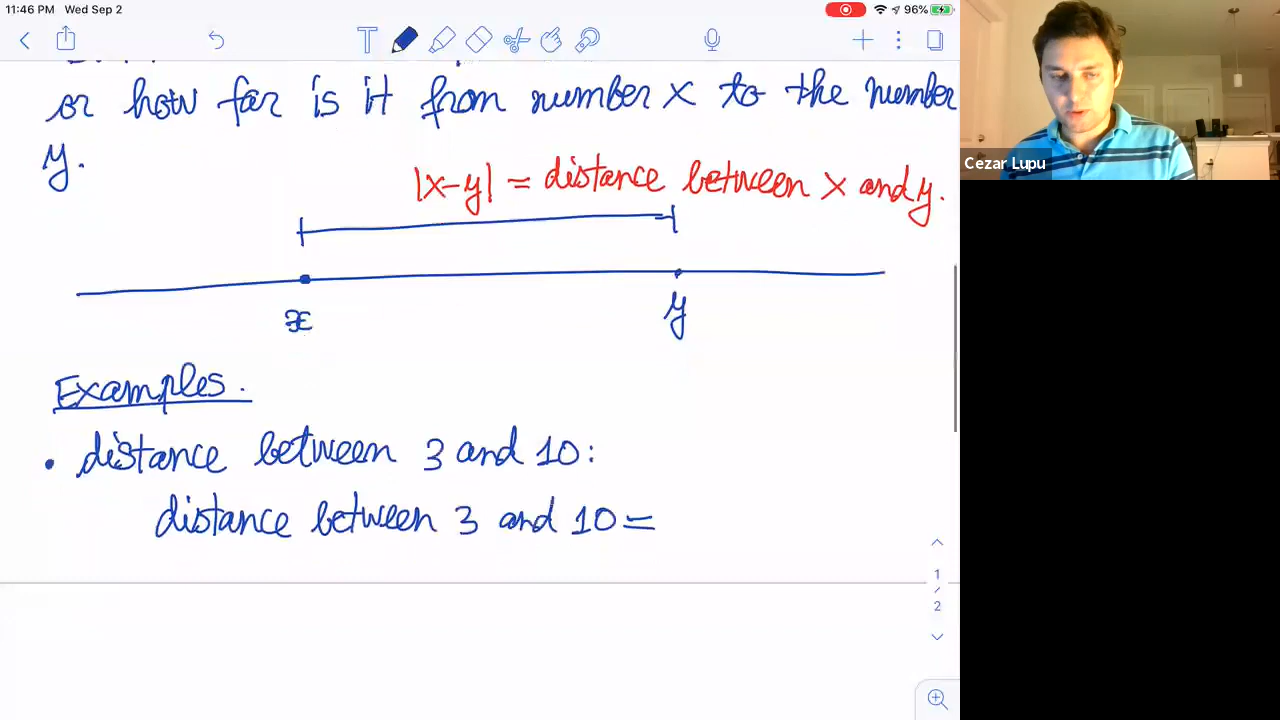 11:46 PM Wed Sep 2
96%
or how far is it from number x to the number
y.
|x-y| = distance between x and y.
x
y
Examples.
• distance between 3 and 10:
distance between 3 and 10 =
1
/
2
Cezar Lupu